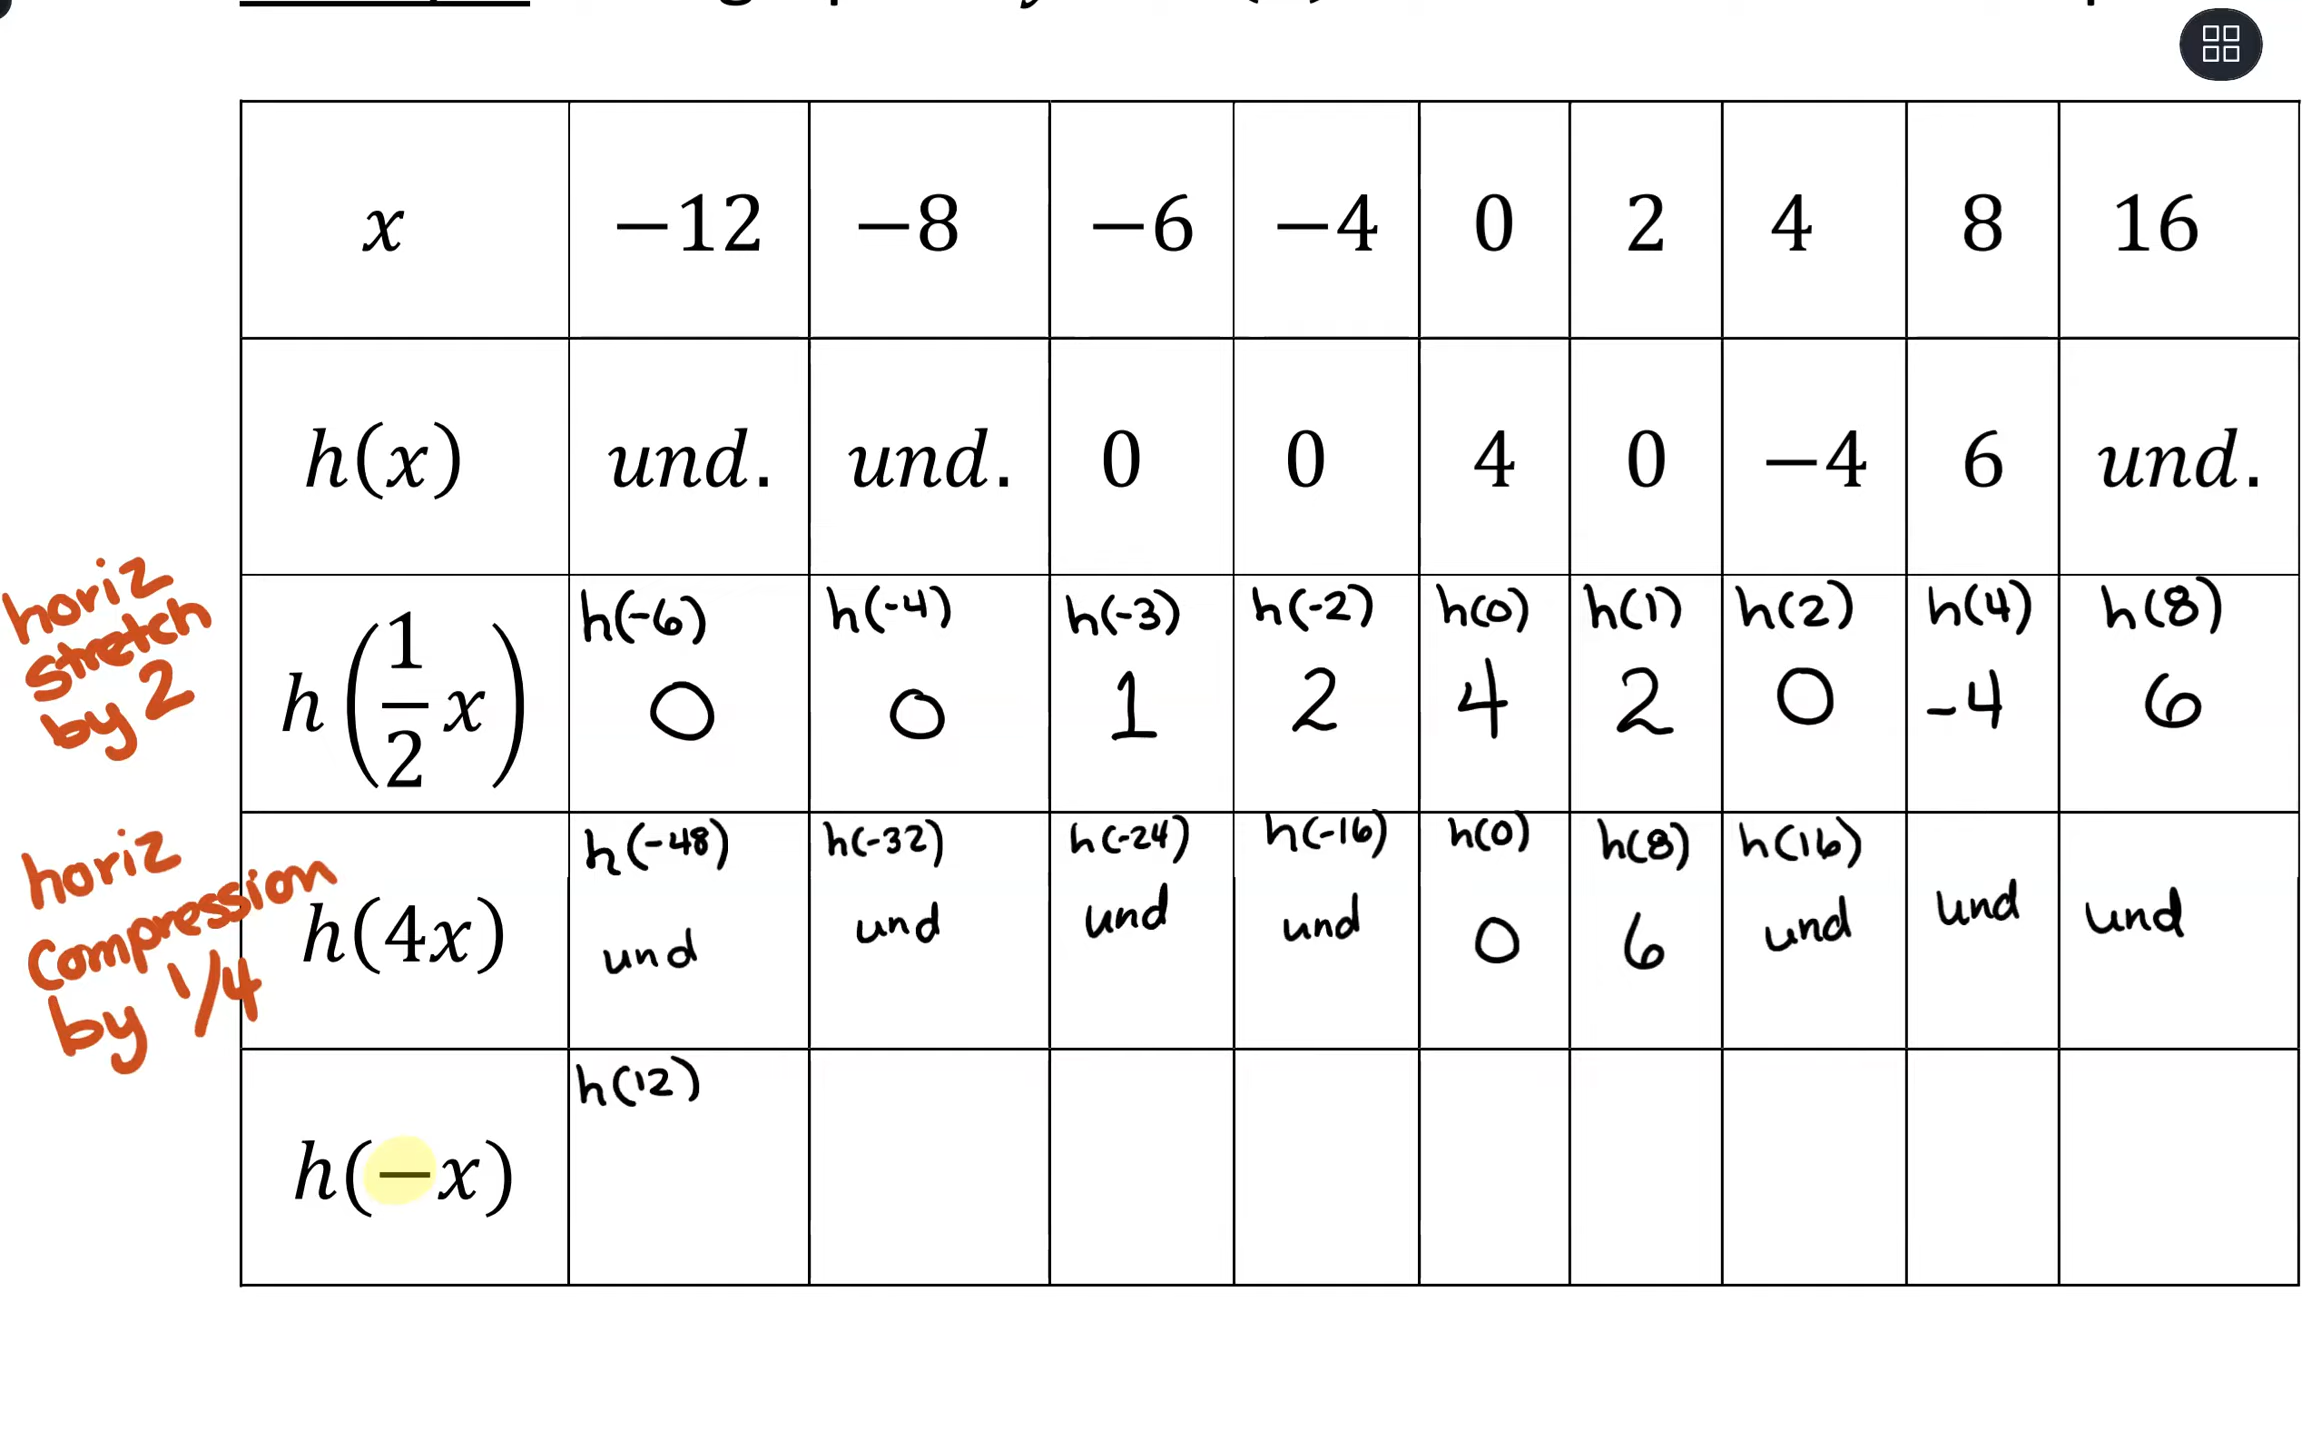 x −12 −8 −6 −4 0 2 4 8 16
h(x) und. und. 0 0 4 0 −4 6 und.
horiz stretch by 2
h(1/2 x)
h(-6) h(-4) h(-3) h(-2) h(0) h(1) h(2) h(4) h(8)
0 0 1 2 4 2 0 -4 6
horiz compression by 1/4
h(4x)
h(-48) h(-32) h(-24) h(-16) h(0) h(8) h(16)
und und und und 0 6 und und und
h(−x)
h(12)